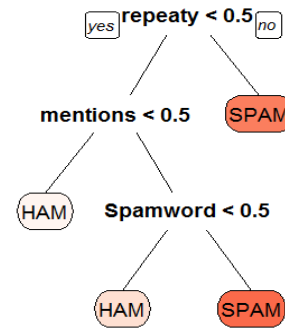 yes repeaty < 0.5 no
mentions < 0.5 SPAM
HAM Spamword < 0.5
HAM SPAM